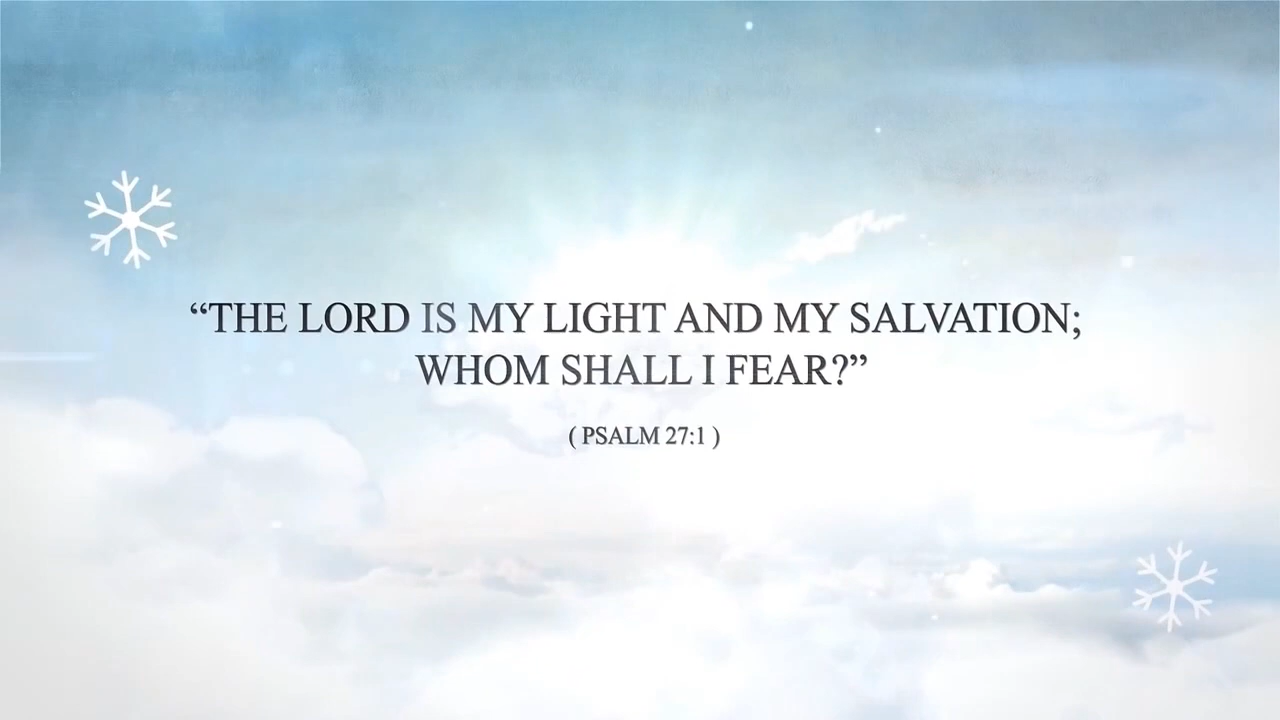 “THE LORD IS MY LIGHT AND MY SALVATION;
WHOM SHALL I FEAR?”
( PSALM 27:1 )